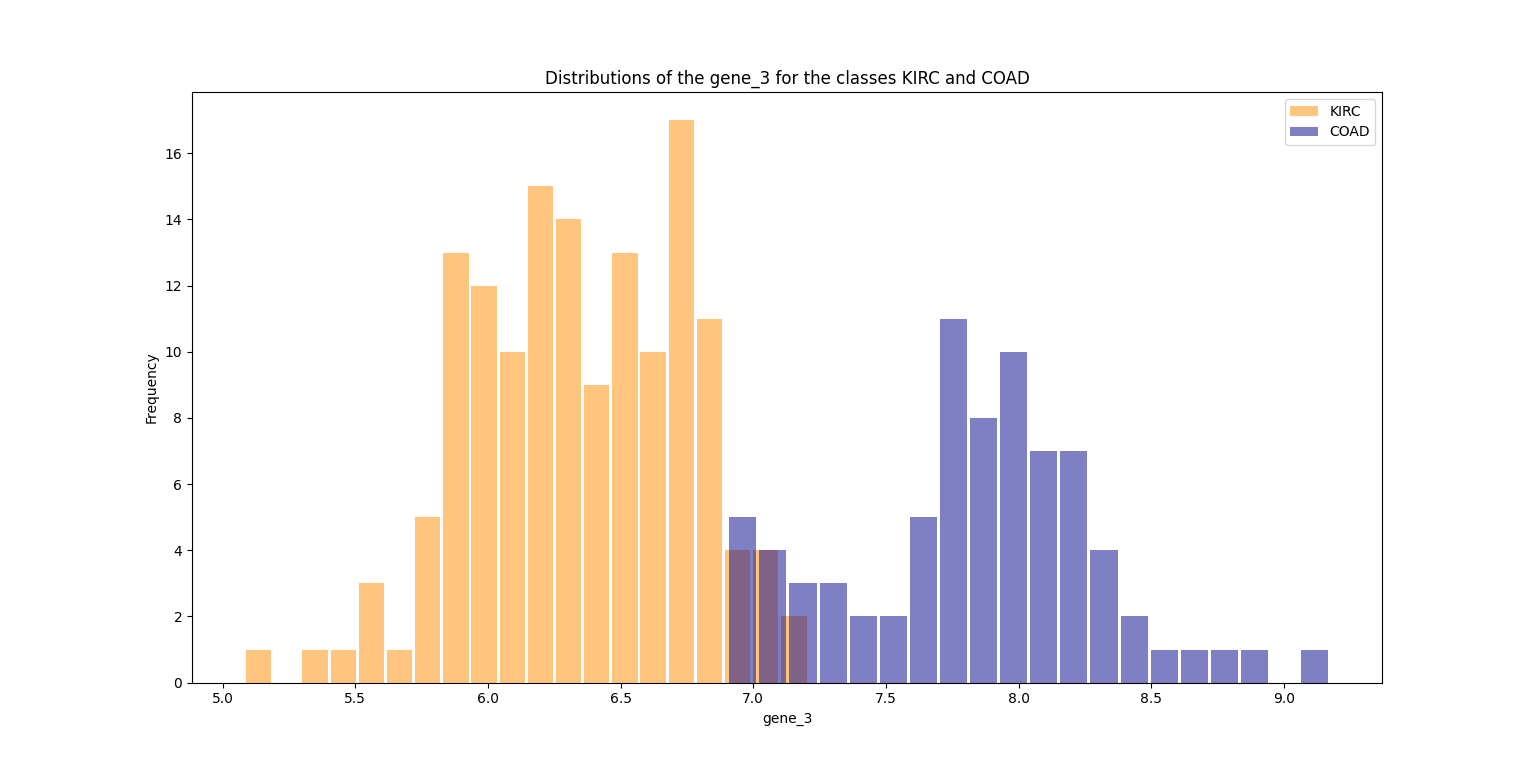 Distributions of the gene_3 for the classes KIRC and COAD
KIRC
COAD
Frequency
16
14
12
10
8
6
4
2
0
5.0 5.5 6.0 6.5 7.0 7.5 8.0 8.5 9.0
gene_3